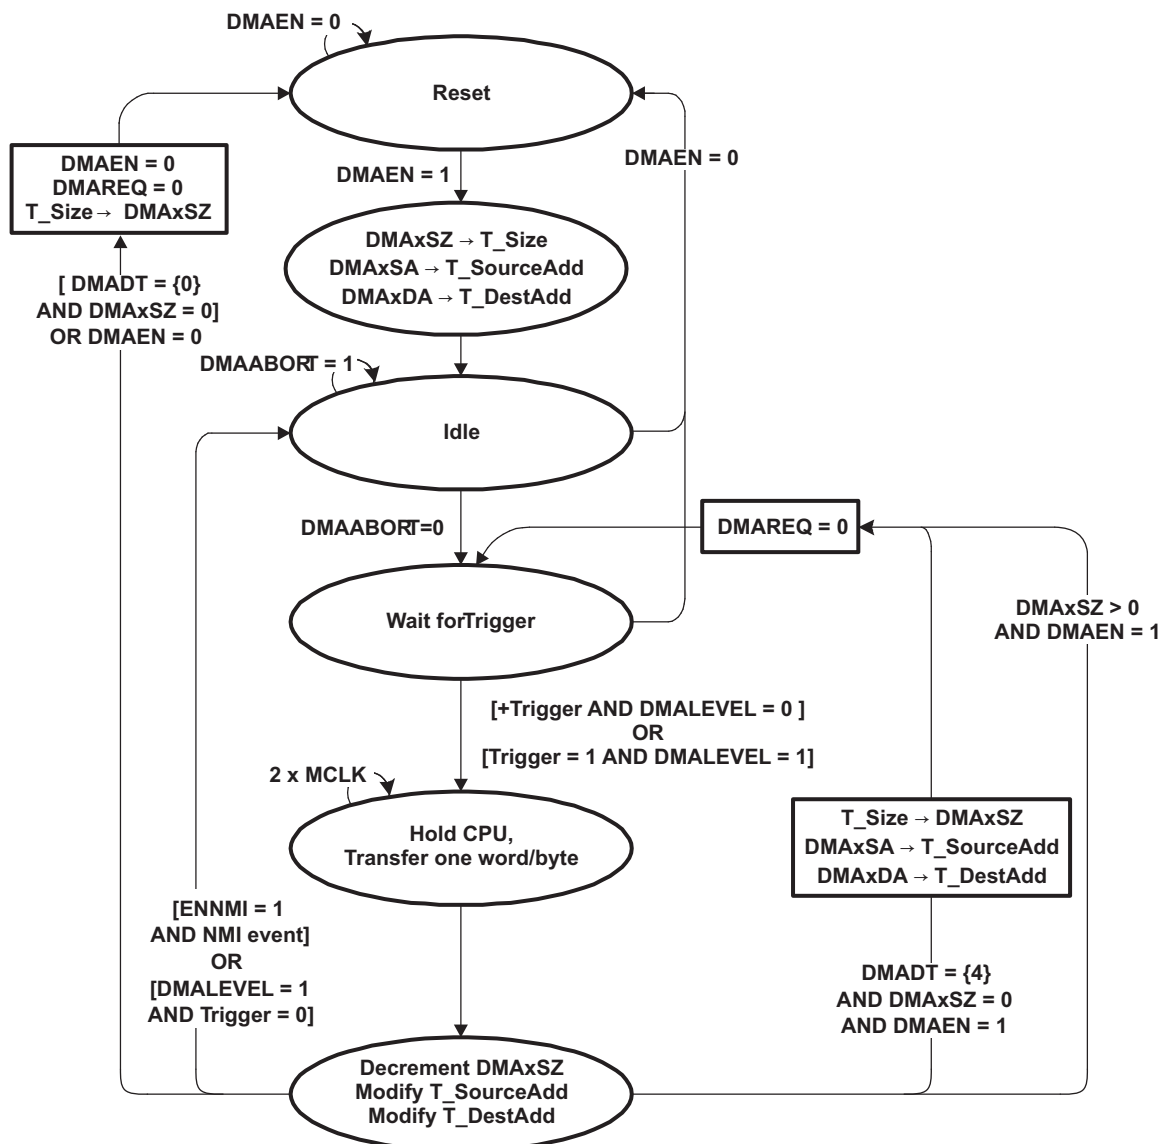 DMAEN = 0
Reset
DMAEN = 0
DMAREQ = 0
T_Size → DMAxSZ
DMAEN = 1
DMAEN = 0
DMAxSZ → T_Size
DMAxSA → T_SourceAdd
DMAxDA → T_DestAdd
[ DMADT = {0}
AND DMAxSZ = 0]
OR DMAEN = 0
DMAABORT = 1
Idle
DMAABORT=0
DMAREQ = 0
Wait forTrigger
DMAxSZ > 0
AND DMAEN = 1
[+Trigger AND DMALEVEL = 0 ]
OR
[Trigger = 1 AND DMALEVEL = 1]
2 x MCLK
Hold CPU,
Transfer one word/byte
T_Size → DMAxSZ
DMAxSA → T_SourceAdd
DMAxDA → T_DestAdd
[ENNMI = 1
AND NMI event]
OR
[DMALEVEL = 1
AND Trigger = 0]
DMADT = {4}
AND DMAxSZ = 0
AND DMAEN = 1
Decrement DMAxSZ
Modify T_SourceAdd
Modify T_DestAdd